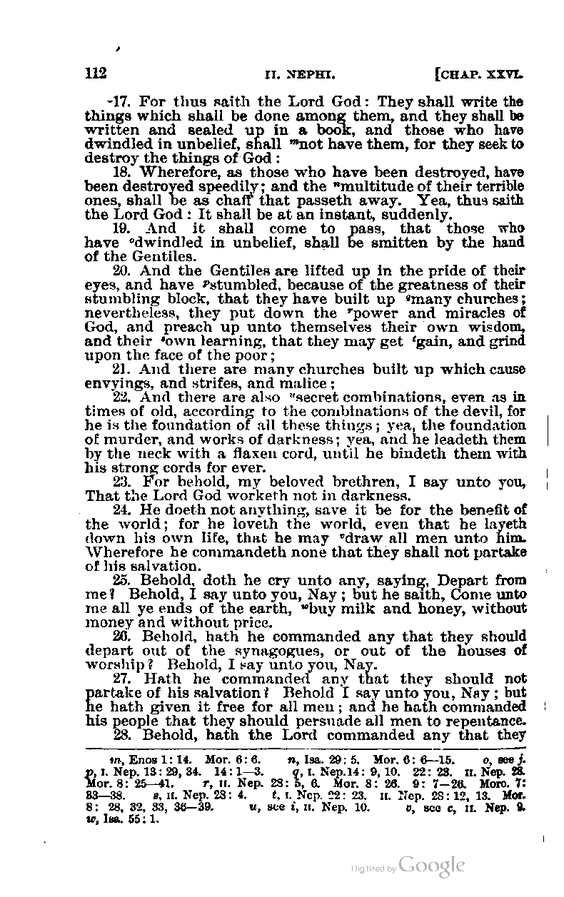 112 II. NEPHI. [CHAP. XXVI.
17. For thus saith the Lord God: They shall write the
things which shall be done among them, and they shall be
written and sealed up in a book, and those who have
dwindled in unbelief, shall ᵐnot have them, for they seek to
destroy the things of God:
18. Wherefore, as those who have been destroyed, have
been destroyed speedily; and the ⁿmultitude of their terrible
ones, shall be as chaff that passeth away. Yea, thus saith
the Lord God: It shall be at an instant, suddenly.
19. And it shall come to pass, that those who
have ᵒdwindled in unbelief, shall be smitten by the hand
of the Gentiles.
20. And the Gentiles are lifted up in the pride of their
eyes, and have ᵖstumbled, because of the greatness of their
stumbling block, that they have built up ᑫmany churches;
nevertheless, they put down the ʳpower and miracles of
God, and preach up unto themselves their own wisdom,
and their ˢown learning, that they may get ᵗgain, and grind
upon the face of the poor;
21. And there are many churches built up which cause
envyings, and strifes, and malice;
22. And there are also ᵘsecret combinations, even as in
times of old, according to the combinations of the devil, for
he is the foundation of all these things; yea, the foundation
of murder, and works of darkness; yea, and he leadeth them
by the neck with a flaxen cord, until he bindeth them with
his strong cords for ever.
23. For behold, my beloved brethren, I say unto you,
That the Lord God worketh not in darkness.
24. He doeth not anything, save it be for the benefit of
the world; for he loveth the world, even that he layeth
down his own life, that he may ᵛdraw all men unto him.
Wherefore he commandeth none that they shall not partake
of his salvation.
25. Behold, doth he cry unto any, saying, Depart from
me? Behold, I say unto you, Nay; but he saith, Come unto
me all ye ends of the earth, ʷbuy milk and honey, without
money and without price.
26. Behold, hath he commanded any that they should
depart out of the synagogues, or out of the houses of
worship? Behold, I say unto you, Nay.
27. Hath he commanded any that they should not
partake of his salvation? Behold I say unto you, Nay; but
he hath given it free for all men; and he hath commanded
his people that they should persuade all men to repentance.
28. Behold, hath the Lord commanded any that they
m, Enos 1: 14. Mor. 6: 6. n, Isa. 29: 5. Mor. 6: 6—15. o, see j.
p, I. Nep. 13: 29, 34. 14: 1—3. q, I. Nep. 14: 9, 10. 22: 23. II. Nep. 28.
Mor. 8: 25—41. r, II. Nep. 28: 5, 6. Mor. 8: 26. 9: 7—26. Moro. 7:
33—38. s, II. Nep. 28: 4. t, I. Nep. 22: 23. II. Nep. 28: 12, 13. Mor.
8: 28, 32, 33, 36—39. u, see i, II. Nep. 10. v, see c, II. Nep. 9.
w, Isa. 55: 1.
Digitized by Google